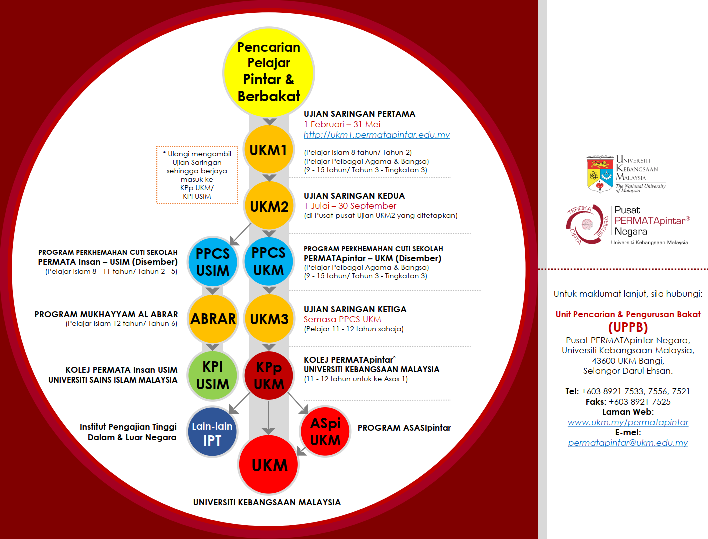 Pencarian
Pelajar
Pintar &
Berbakat
UJIAN SARINGAN PERTAMA
1 Februari – 31 Mei
http://ukm1.permatapintar.edu.my
(Pelajar Islam 8 tahun/ Tahun 2)
(Pelajar Pelbagai Agama & Bangsa)
(9 - 15 tahun/ Tahun 3 - Tingkatan 3)
UKM1
* Ulangi mengambil
Ujian Saringan
sehingga berjaya
masuk ke
KPp UKM/
KPI USIM
UKM2
UJIAN SARINGAN KEDUA
1 Julai – 30 September
(di Pusat-pusat Ujian UKM2 yang ditetapkan)
PROGRAM PERKHEMAHAN CUTI SEKOLAH
PERMATA Insan – USIM (Disember)
(Pelajar Islam 8 - 11 tahun/ Tahun 2 - 5)
PPCS
USIM
PPCS
UKM
PROGRAM PERKHEMAHAN CUTI SEKOLAH
PERMATApintar – UKM (Disember)
(Pelajar Pelbagai Agama & Bangsa)
(9 - 15 tahun/ Tahun 3 - Tingkatan 3)
PROGRAM MUKHAYYAM AL ABRAR
(Pelajar Islam 12 tahun/ Tahun 6)
ABRAR
UKM3
UJIAN SARINGAN KETIGA
Semasa PPCS UKM
(Pelajar 11 - 12 tahun sahaja)
KOLEJ PERMATA Insan USIM
UNIVERSITI SAINS ISLAM MALAYSIA
KPI
USIM
KPp
UKM
KOLEJ PERMATApintar
UNIVERSITI KEBANGSAAN MALAYSIA
(11 - 12 tahun untuk ke Asas 1)
Institut Pengajian Tinggi
Dalam & Luar Negara
Lain-lain
IPT
ASpi
UKM
PROGRAM ASASIpintar
UKM
UNIVERSITI KEBANGSAAN MALAYSIA
UNIVERSITI
KEBANGSAAN
MALAYSIA
The National University
of Malaysia
Pusat
PERMATApintar®
Negara
Universiti Kebangsaan Malaysia
Untuk maklumat lanjut, sila hubungi:
Unit Pencarian & Pengurusan Bakat
(UPPB)
Pusat PERMATApintar Negara,
Universiti Kebangsaan Malaysia,
43600 UKM Bangi,
Selangor Darul Ehsan.
Tel: +603 8921 7533, 7556, 7521
Faks: +603 8921 7525
Laman Web:
www.ukm.my/permatapintar
E-mel:
permatapintar@ukm.edu.my